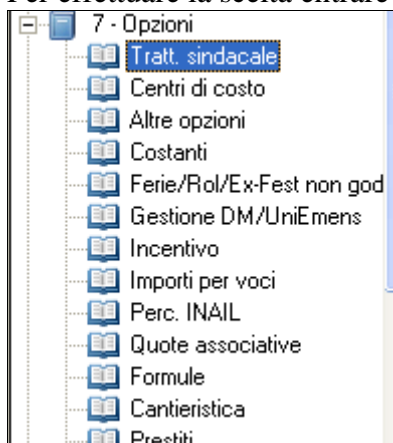 Per effettuare la scelta entrare
7 - Opzioni
Tratt. sindacale
Centri di costo
Altre opzioni
Costanti
Ferie/Rol/Ex-Fest non god
Gestione DM/UniEmens
Incentivo
Importi per voci
Perc. INAIL
Quote associative
Formule
Cantieristica
Prestiti